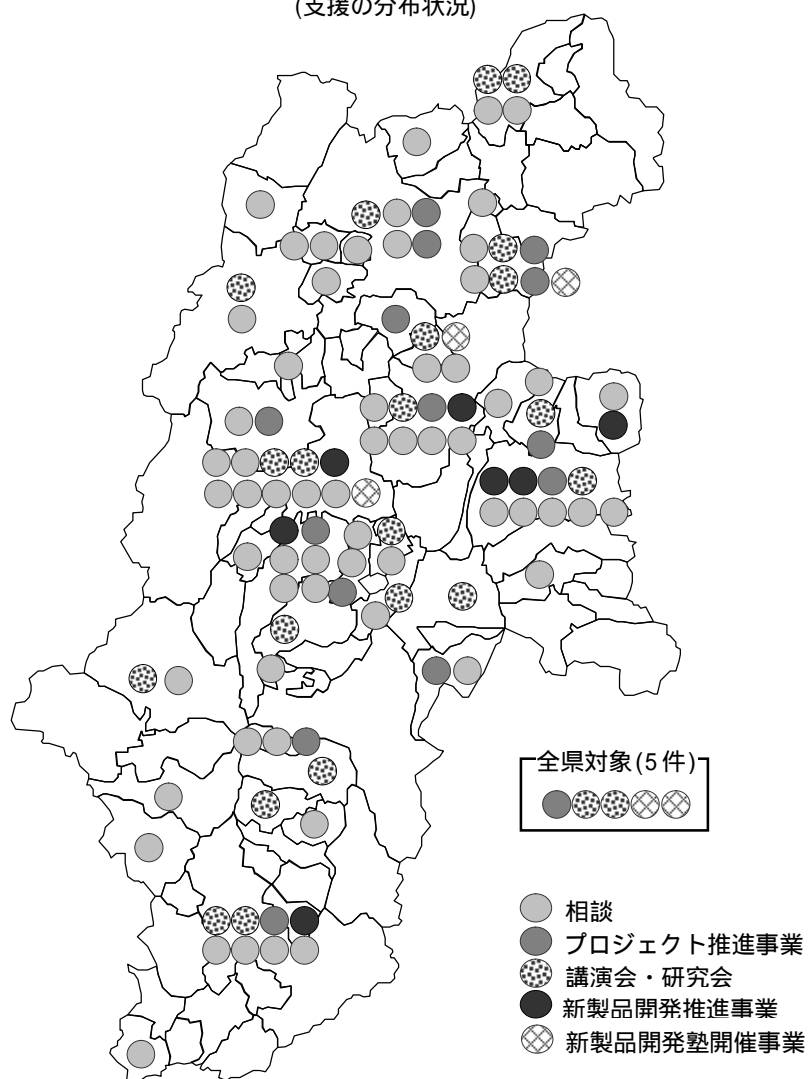 (支援の分布状況)
全県対象(5件)
相談
プロジェクト推進事業
講演会・研究会
新製品開発推進事業
新製品開発塾開催事業